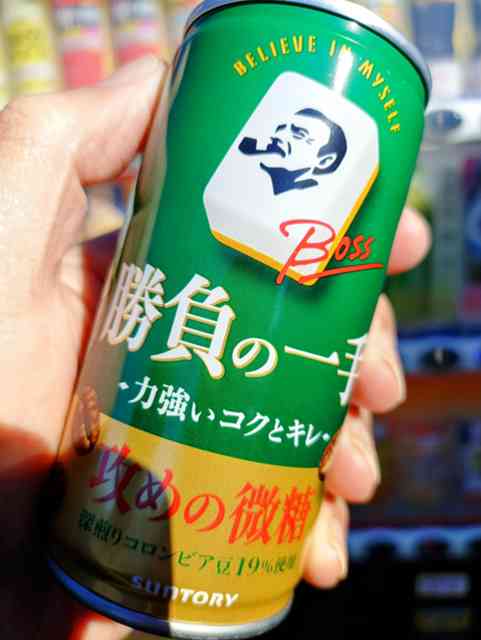 BELIEVE IN MYSELF
Boss
勝負の一手
・力強いコクとキレ・
攻めの微糖
深煎りコロンビア豆19%使用
SUNTORY